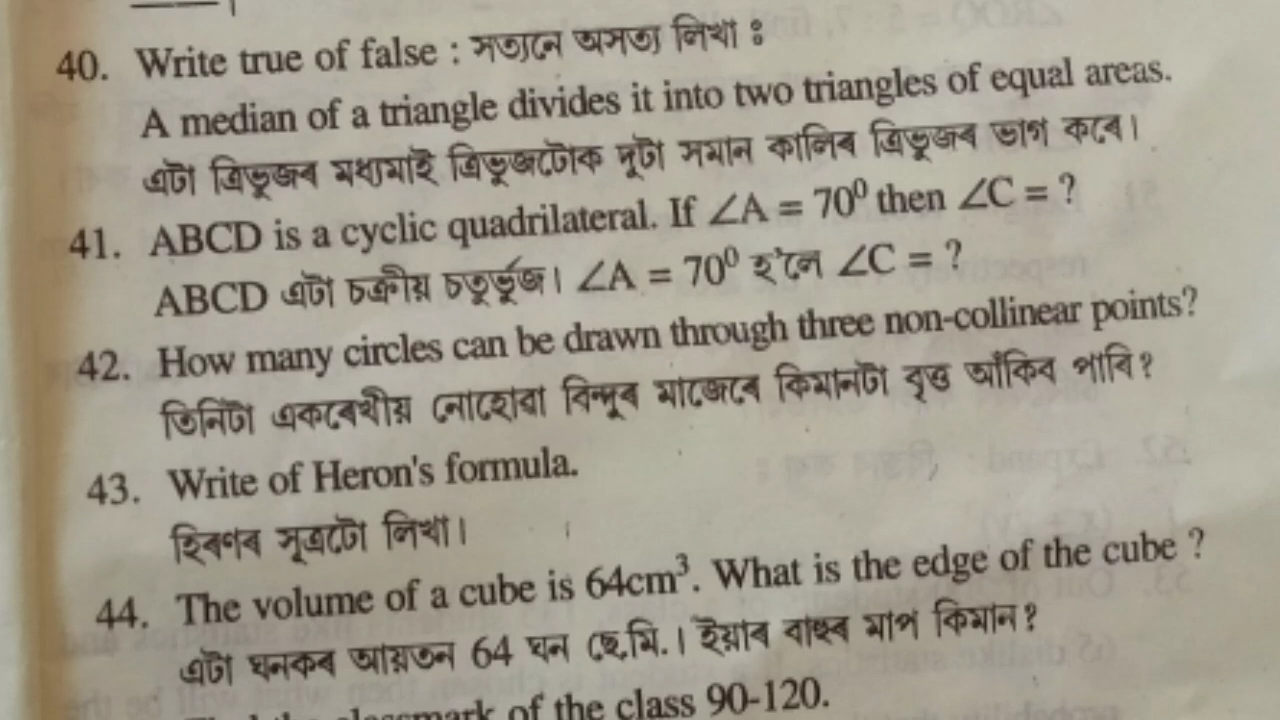 40. Write true of false : সত্যনে অসত্য লিখা ঃ
A median of a triangle divides it into two triangles of equal areas.
এটা ত্ৰিভূজৰ মধ্যমাই ত্ৰিভূজটোক দুটা সমান কালিৰ ত্ৰিভূজৰ ভাগ কৰে।
41. ABCD is a cyclic quadrilateral. If ∠A = 70⁰ then ∠C = ?
ABCD এটা চক্ৰীয় চতুৰ্ভূজ। ∠A = 70⁰ হ'লে ∠C = ?
42. How many circles can be drawn through three non-collinear points?
তিনিটা একৰেখীয় নোহোৱা বিন্দুৰ মাজেৰে কিমানটা বৃত্ত আঁকিব পাৰি?
43. Write of Heron's formula.
হিৰণৰ সূত্ৰটো লিখা।
44. The volume of a cube is 64cm³. What is the edge of the cube ?
এটা ঘনকৰ আয়তন 64 ঘন ছে.মি.। ইয়াৰ বাহুৰ মাপ কিমান?
of the class 90-120.